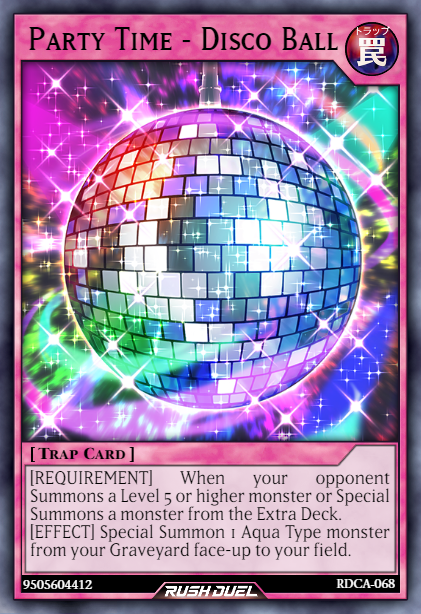 Party Time - Disco Ball
トラップ
罠
[ Trap Card ]
[REQUIREMENT] When your opponent
Summons a Level 5 or higher monster or Special
Summons a monster from the Extra Deck.
[EFFECT] Special Summon 1 Aqua Type monster
from your Graveyard face-up to your field.
9505604412
RUSH DUEL
RDCA-068